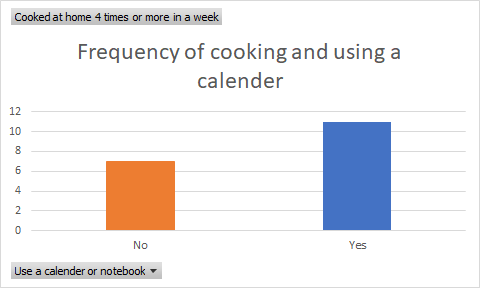 Cooked at home 4 times or more in a week
Frequency of cooking and using a
calender
12
10
8
6
4
2
0
No Yes
Use a calender or notebook